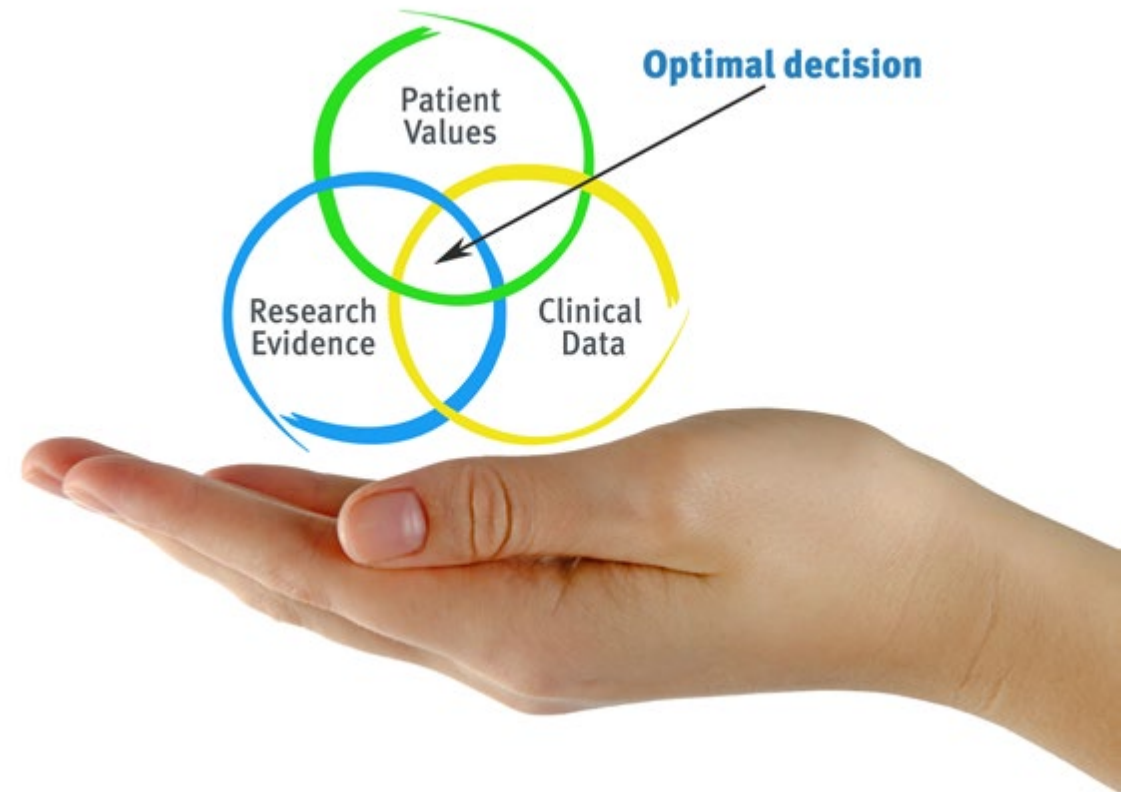 Optimal decision
Patient
Values
Research
Evidence
Clinical
Data